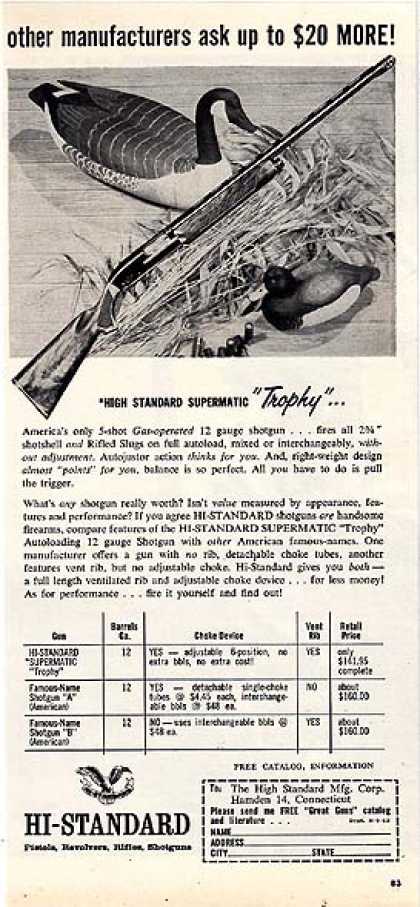 other manufacturers ask up to $20 MORE!
*HIGH STANDARD SUPERMATIC "Trophy"...
America's only 5-shot Gas-operated 12 gauge shotgun . . . fires all 2¾"
shotshell and Rifled Slugs on full autoload, mixed or interchangeably, with-
out adjustment. Autojustor action thinks for you. And, right-weight design
almost "points" for you, balance is so perfect. All you have to do is pull
the trigger.
What's any shotgun really worth? Isn't value measured by appearance, fea-
tures and performance? If you agree HI-STANDARD shotguns are handsome
firearms, compare features of the HI-STANDARD SUPERMATIC "Trophy"
Autoloading 12 gauge Shotgun with other American famous-names. One
manufacturer offers a gun with no rib, detachable choke tubes, another
features vent rib, but no adjustable choke. Hi-Standard gives you both —
a full length ventilated rib and adjustable choke device . . . for less money!
As for performance . . . fire it yourself and find out!
Gun Barrels Ga. Choke Device Vent Rib Retail Price
HI-STANDARD "SUPERMATIC "Trophy" 12 YES — adjustable 6-position, no extra bbls, no extra cost!! YES only $141.95 complete
Famous-Name Shotgun "A" (American) 12 YES — detachable single-choke tubes @ $4.45 each, interchange-able bbls @ $48 ea. NO about $160.00
Famous-Name Shotgun "B" (American) 12 NO—uses interchangeable bbls @ $48 ea. YES about $160.00
FREE CATALOG, INFORMATION
To: The High Standard Mfg. Corp.
Hamden 14, Connecticut
Please send me FREE "Great Guns" catalog
and literature . . .
NAME
ADDRESS
CITY STATE
HI-STANDARD
Pistols, Revolvers, Rifles, Shotguns
83